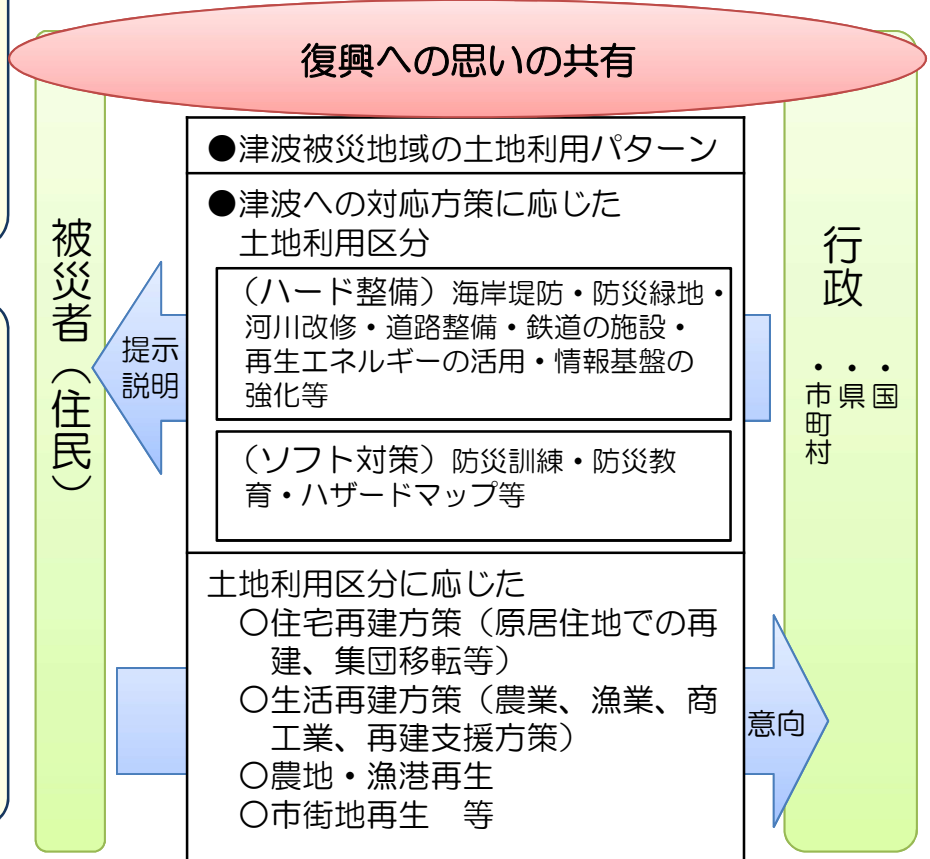 復興への思いの共有
●津波被災地域の土地利用パターン
●津波への対応方策に応じた
土地利用区分
（ハード整備）海岸堤防・防災緑地・
河川改修・道路整備・鉄道の施設・
再生エネルギーの活用・情報基盤の
強化等
（ソフト対策）防災訓練・防災教
育・ハザードマップ等
土地利用区分に応じた
〇住宅再建方策（原居住地での再
建、集団移転等）
〇生活再建方策（農業、漁業、商
工業、再建支援方策）
〇農地・漁港再生
〇市街地再生　等
被災者（住民）
提示
説明
意向
行政
・国
・県
・市町村